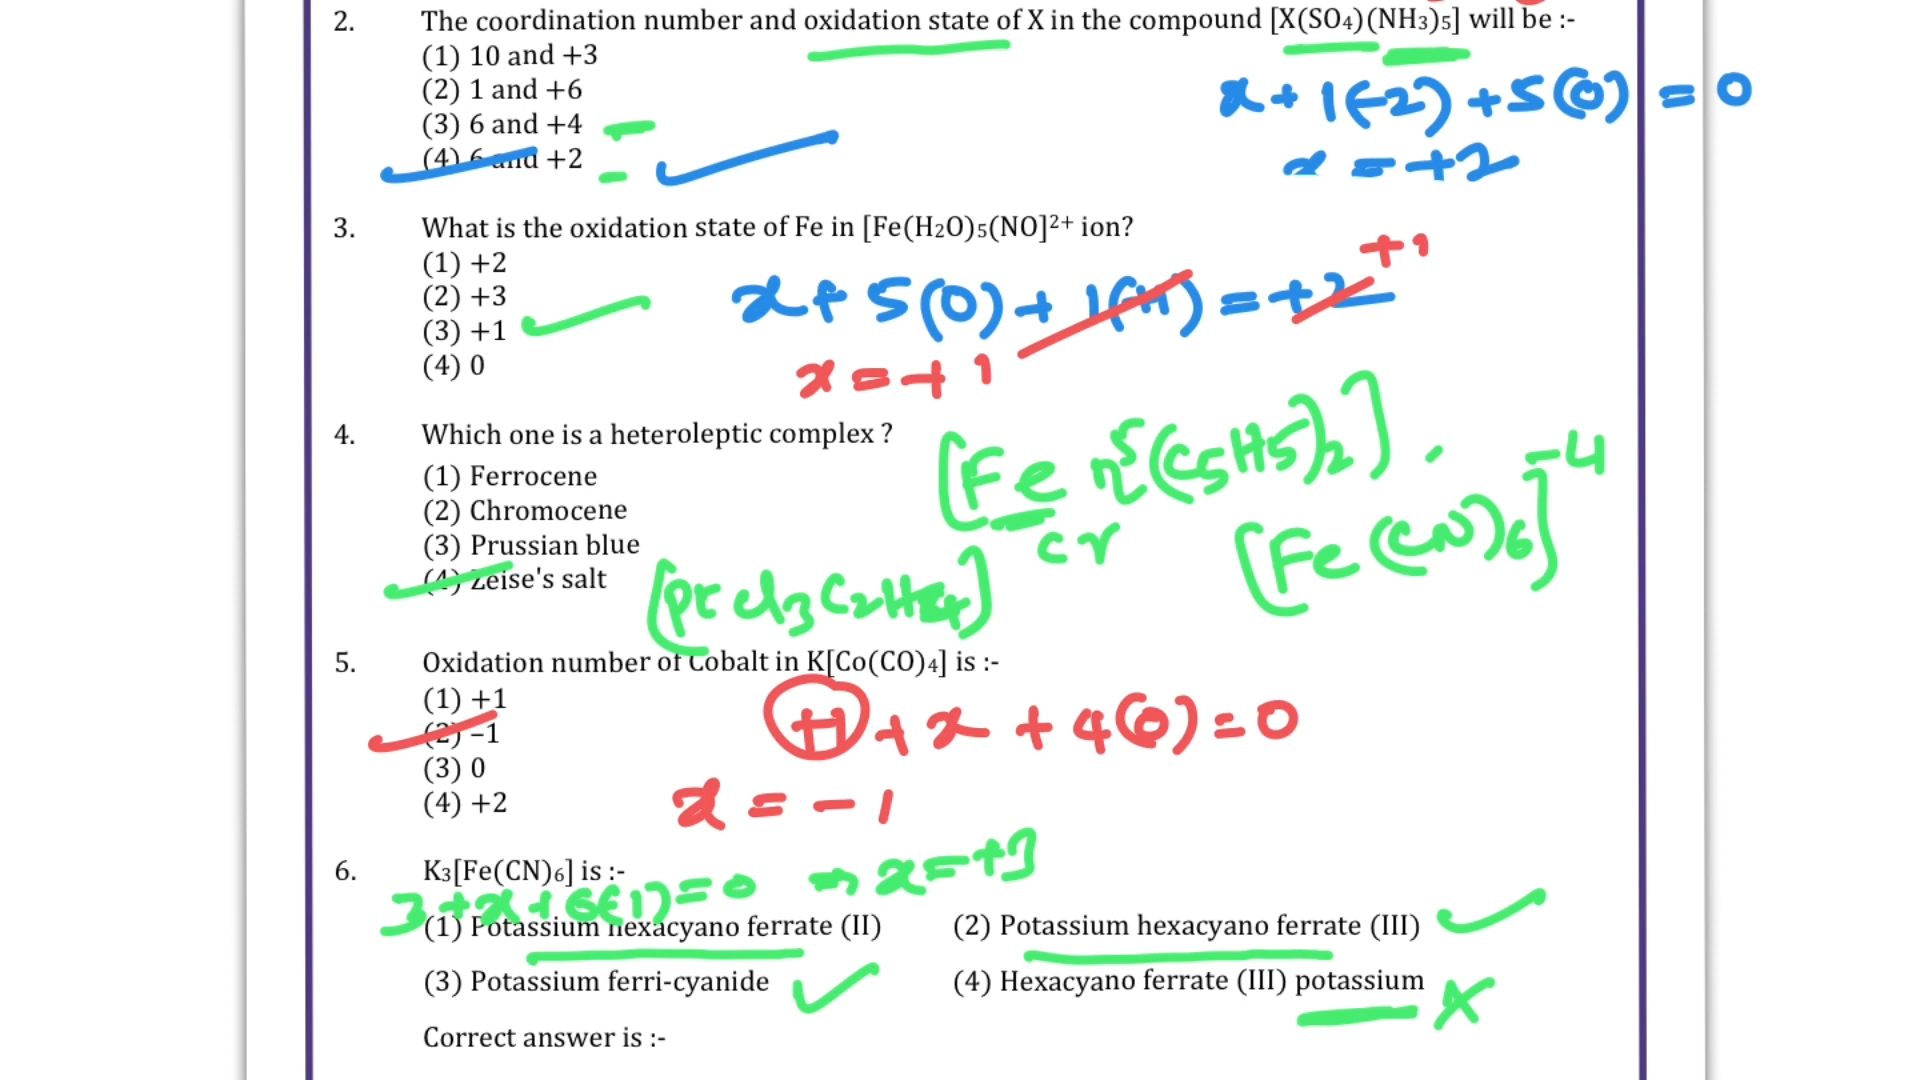 2. The coordination number and oxidation state of X in the compound [X(SO4)(NH3)5] will be :-
(1) 10 and +3
(2) 1 and +6
(3) 6 and +4
(4) 6 and +2
x + 1(-2) + 5(0) = 0
x = +2
3. What is the oxidation state of Fe in [Fe(H2O)5(NO]2+ ion?
(1) +2
(2) +3
(3) +1
(4) 0
x + 5(0) + 1(+1) = +2 +1
x = +1
4. Which one is a heteroleptic complex ?
(1) Ferrocene
(2) Chromocene
(3) Prussian blue
(4) Zeise's salt
[Fe η5(C5H5)2]
Cr
[Fe(CN)6]-4
[Pt Cl3 C2H4]
5. Oxidation number of Cobalt in K[Co(CO)4] is :-
(1) +1
(2) –1
(3) 0
(4) +2
+1 + x + 4(0) = 0
x = -1
6. K3[Fe(CN)6] is :-
3+x+6(-1)=0 ⇒ x=+3
(1) Potassium hexacyano ferrate (II) (2) Potassium hexacyano ferrate (III)
(3) Potassium ferri-cyanide (4) Hexacyano ferrate (III) potassium
Correct answer is :-